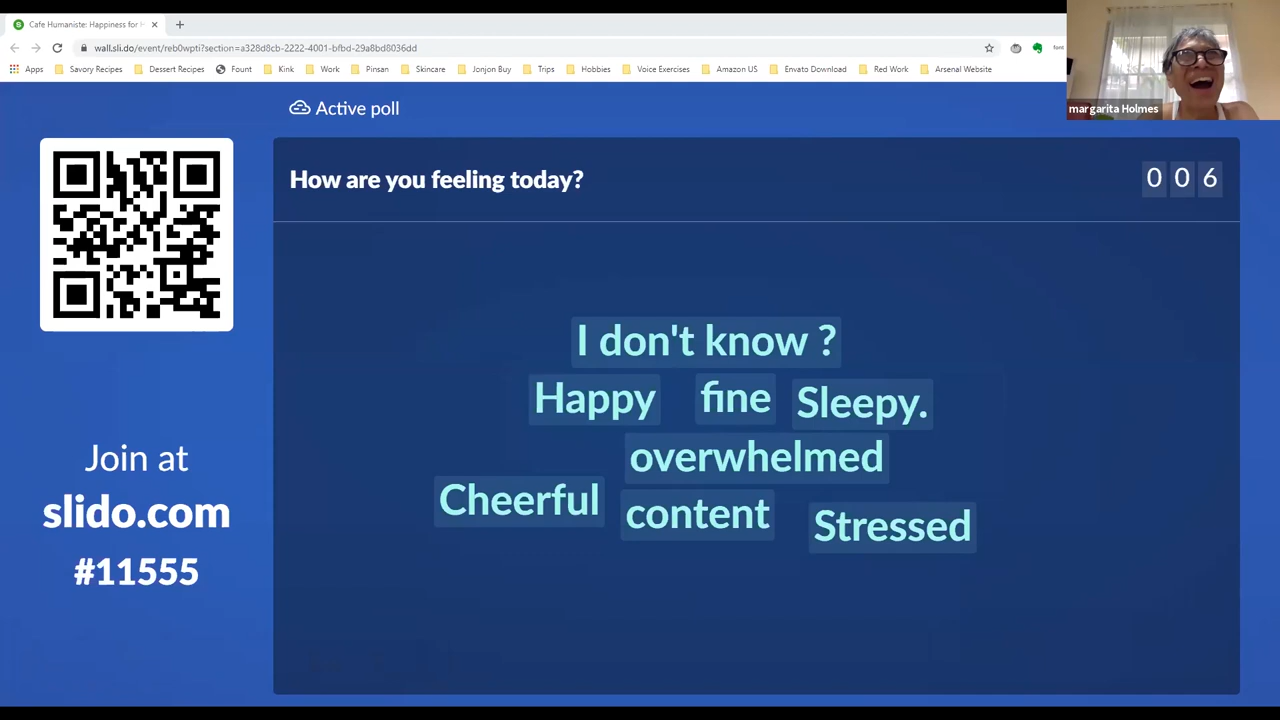 Cafe Humaniste: Happiness for H
wall.sli.do/event/reb0wpti?section=a328d8cb-2222-4001-bfbd-29a8bd8036dd
font
Apps Savory Recipes Dessert Recipes Fount Kink Work Pinsan Skincare Jonjon Buy Trips Hobbies Voice Exercises Amazon US Envato Download Red Work Arsenal Website
margarita Holmes
Active poll
How are you feeling today?
0 0 6
I don't know ?
Happy fine Sleepy.
overwhelmed
Cheerful content Stressed
Join at
slido.com
#11555